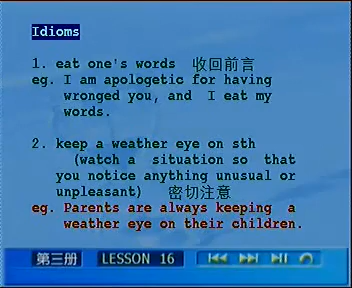 Idioms
1. eat one's words 收回前言
eg. I am apologetic for having
wronged you, and I eat my
words.
2. keep a weather eye on sth
(watch a situation so that
you notice anything unusual or
unpleasant) 密切注意
eg. Parents are always keeping a
weather eye on their children.
第三册 LESSON 16